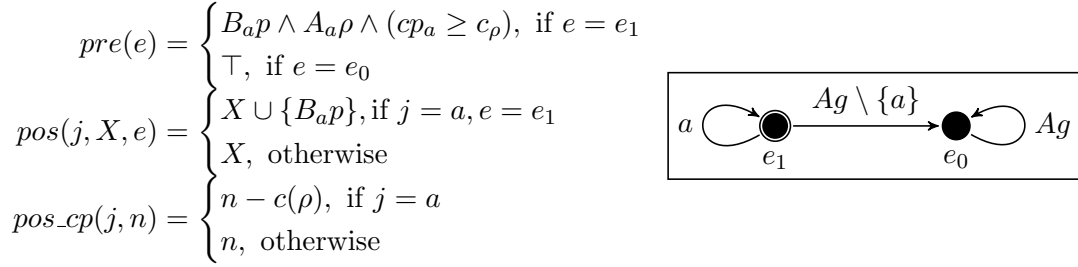 pre(e) = { B_a p ∧ A_a ρ ∧ (cp_a ≥ c_ρ), if e = e_1
⊤, if e = e_0
pos(j, X, e) = { X ∪ {B_a p}, if j = a, e = e_1
X, otherwise
pos_cp(j, n) = { n − c(ρ), if j = a
n, otherwise
a
Ag \ {a}
Ag
e_1
e_0